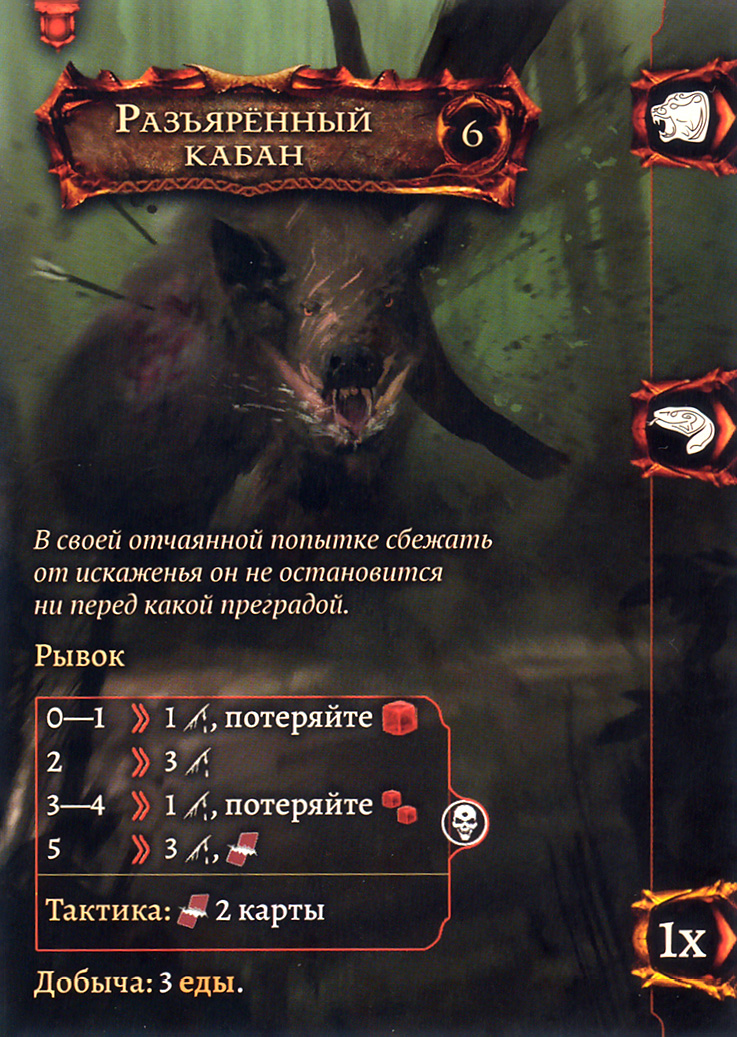 Разъярённый
кабан
6
В своей отчаянной попытке сбежать
от искаженья он не остановится
ни перед какой преградой.
Рывок
0—1 » 1 , потеряйте
2 » 3
3—4 » 1 , потеряйте
5 » 3 ,
Тактика: 2 карты
1x
Добыча: 3 еды.